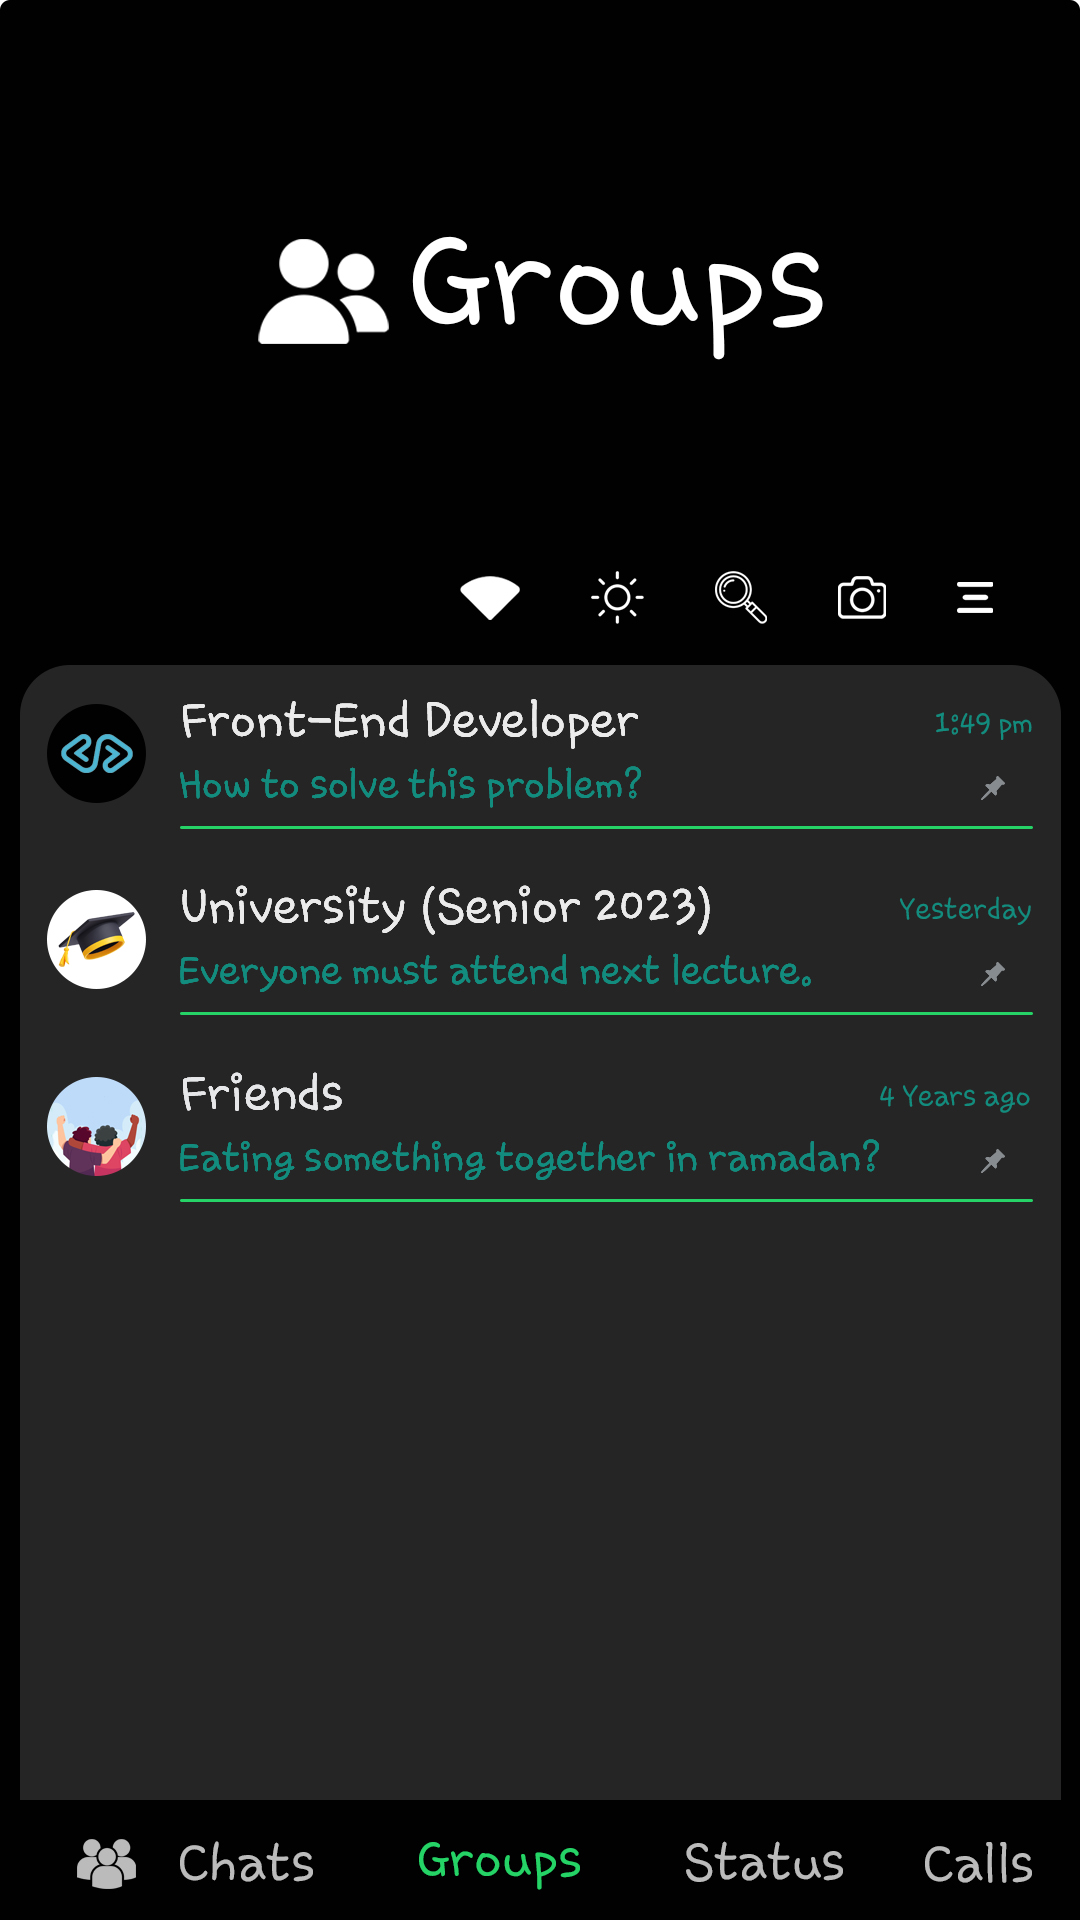 Groups
Front-End Developer
1:49 pm
How to solve this problem?
University (Senior 2023)
Yesterday
Everyone must attend next lecture.
Friends
4 Years ago
Eating something together in ramadan?
Chats Groups Status Calls